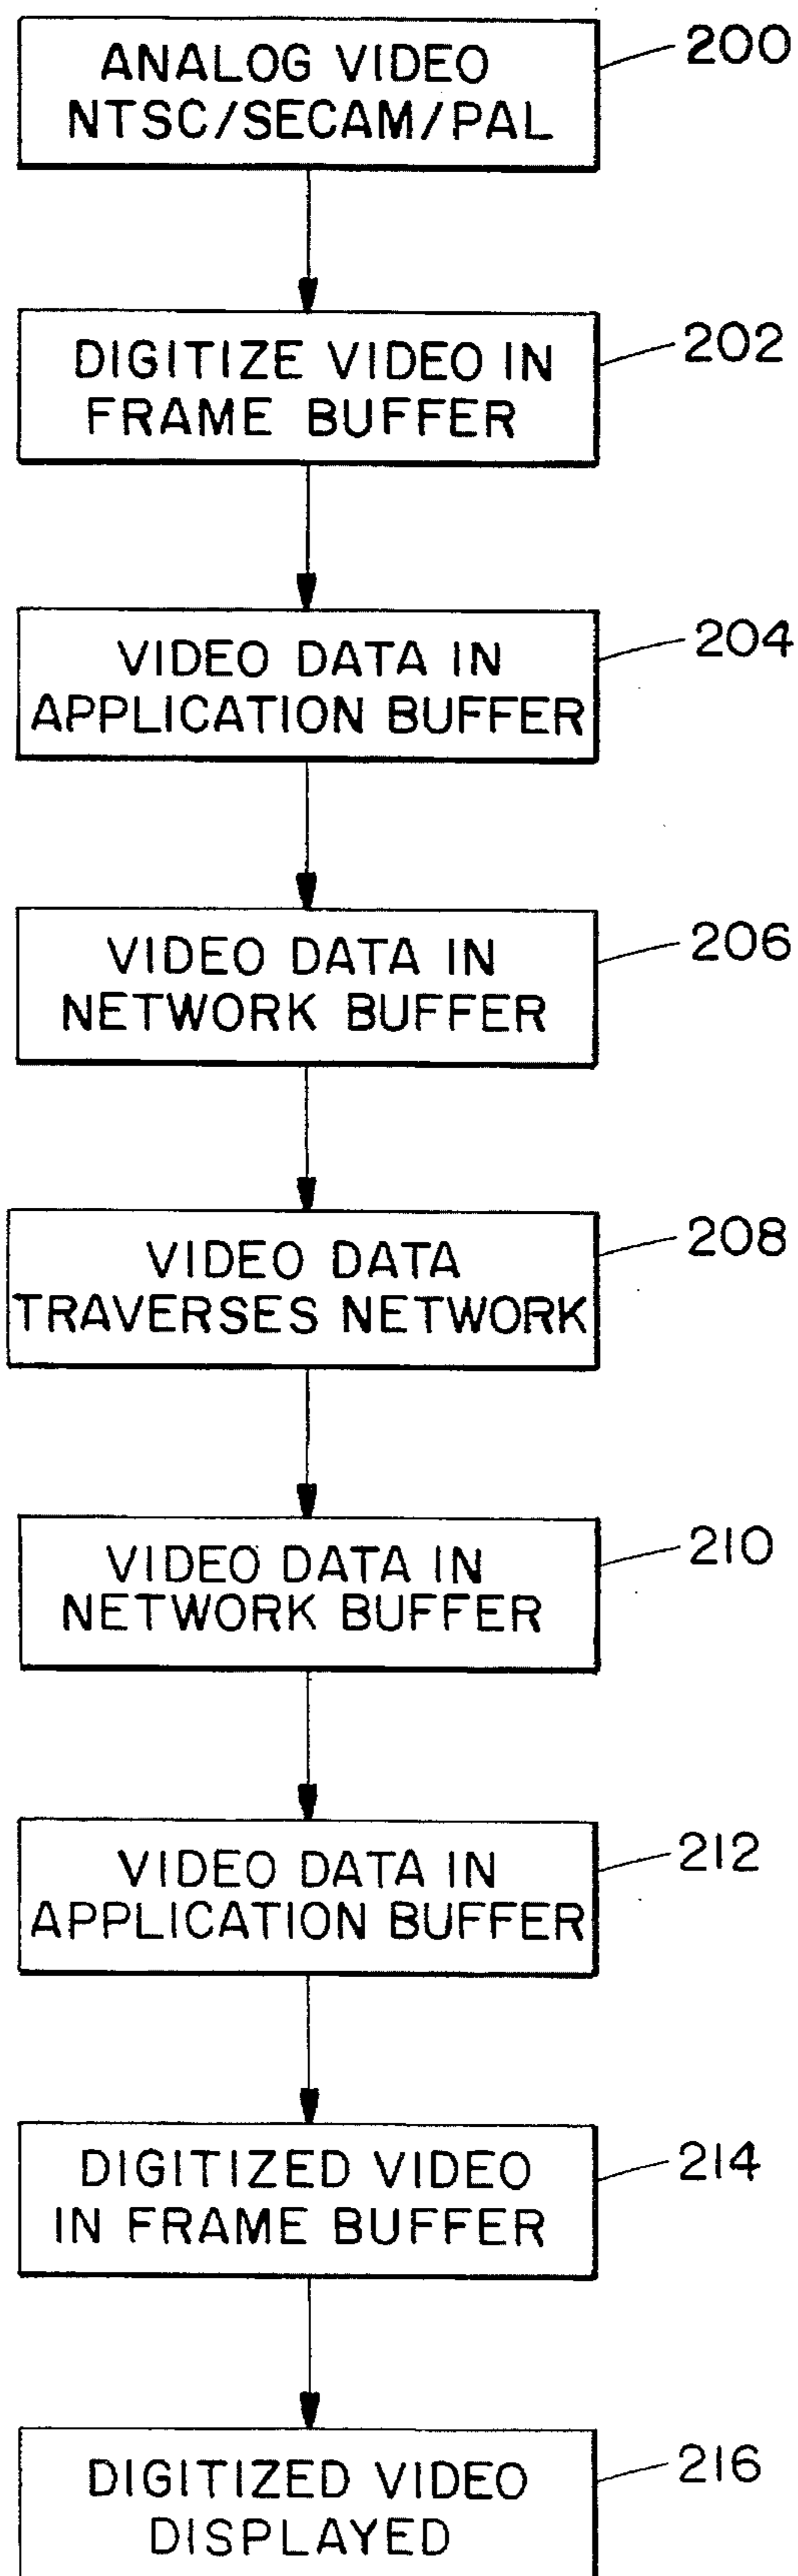 ANALOG VIDEO
NTSC/SECAM/PAL
200
DIGITIZE VIDEO IN
FRAME BUFFER
202
VIDEO DATA IN
APPLICATION BUFFER
204
VIDEO DATA IN
NETWORK BUFFER
206
VIDEO DATA
TRAVERSES NETWORK
208
VIDEO DATA IN
NETWORK BUFFER
210
VIDEO DATA IN
APPLICATION BUFFER
212
DIGITIZED VIDEO
IN FRAME BUFFER
214
DIGITIZED VIDEO
DISPLAYED
216